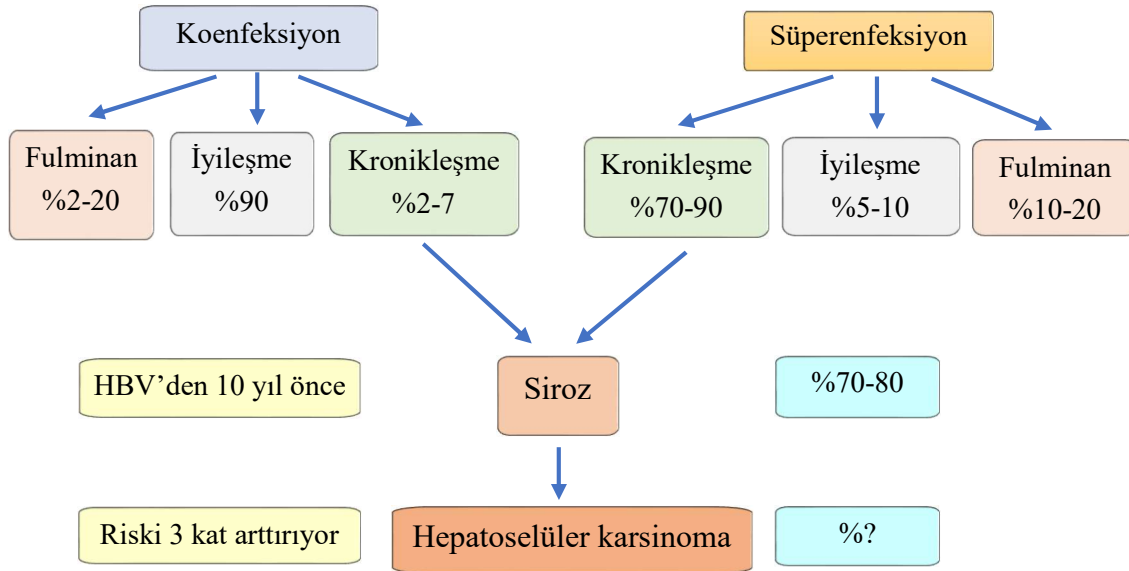 Koenfeksiyon
Süperenfeksiyon
Fulminan
%2-20
İyileşme
%90
Kronikleşme
%2-7
Kronikleşme
%70-90
İyileşme
%5-10
Fulminan
%10-20
HBV’den 10 yıl önce
Siroz
%70-80
Riski 3 kat arttırıyor
Hepatoselüler karsinoma
%?